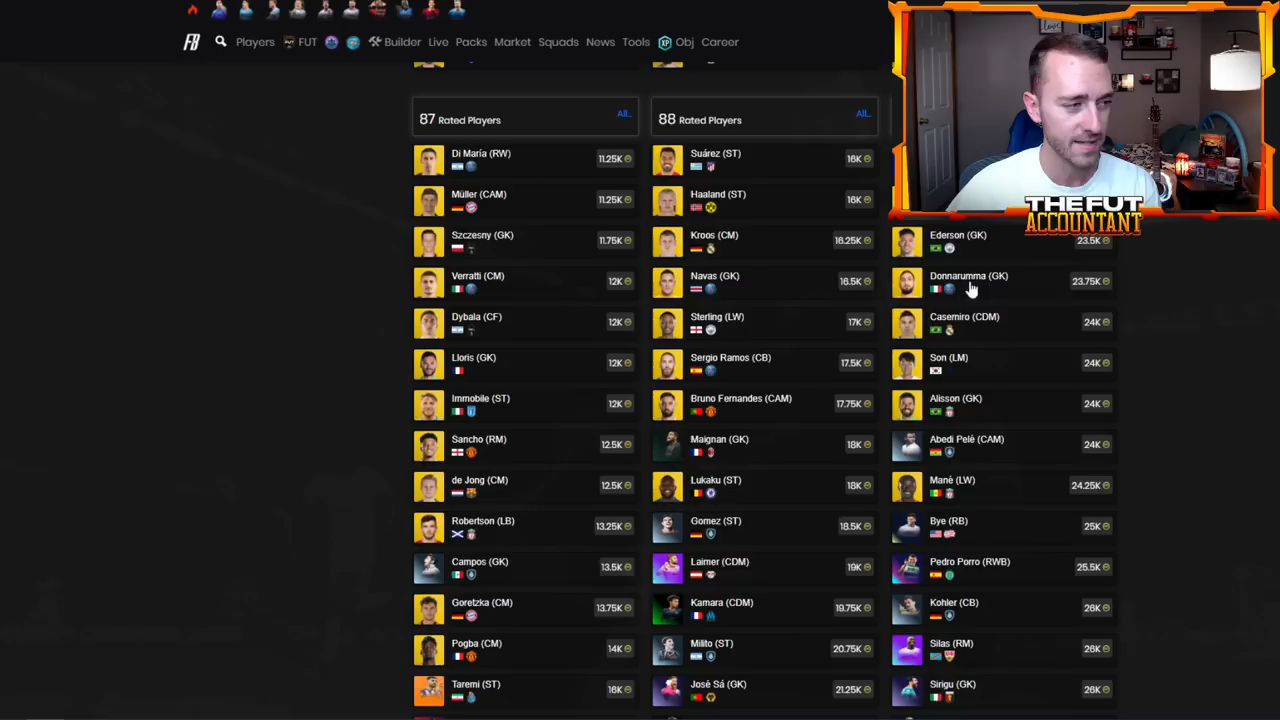 FB Players FUT Builder Live Packs Market Squads News Tools XP Obj Career
THE FUT
ACCOUNTANT
87 Rated Players All..
Di María (RW) 11.25K
Müller (CAM) 11.25K
Szczesny (GK) 11.75K
Verratti (CM) 12K
Dybala (CF) 12K
Lloris (GK) 12K
Immobile (ST) 12K
Sancho (RM) 12.5K
de Jong (CM) 12.5K
Robertson (LB) 13.25K
Campos (GK) 13.5K
Goretzka (CM) 13.75K
Pogba (CM) 14K
Taremi (ST) 16K
88 Rated Players All..
Suárez (ST) 16K
Haaland (ST) 16K
Kroos (CM) 16.25K
Navas (GK) 16.5K
Sterling (LW) 17K
Sergio Ramos (CB) 17.5K
Bruno Fernandes (CAM) 17.75K
Maignan (GK) 18K
Lukaku (ST) 18K
Gomez (ST) 18.5K
Laimer (CDM) 19K
Kamara (CDM) 19.75K
Milito (ST) 20.75K
José Sá (GK) 21.25K
Ederson (GK) 23.5K
Donnarumma (GK) 23.75K
Casemiro (CDM) 24K
Son (LM) 24K
Alisson (GK) 24K
Abedi Pelé (CAM) 24K
Mané (LW) 24.25K
Bye (RB) 25K
Pedro Porro (RWB) 25.5K
Kohler (CB) 26K
Silas (RM) 26K
Sirigu (GK) 26K